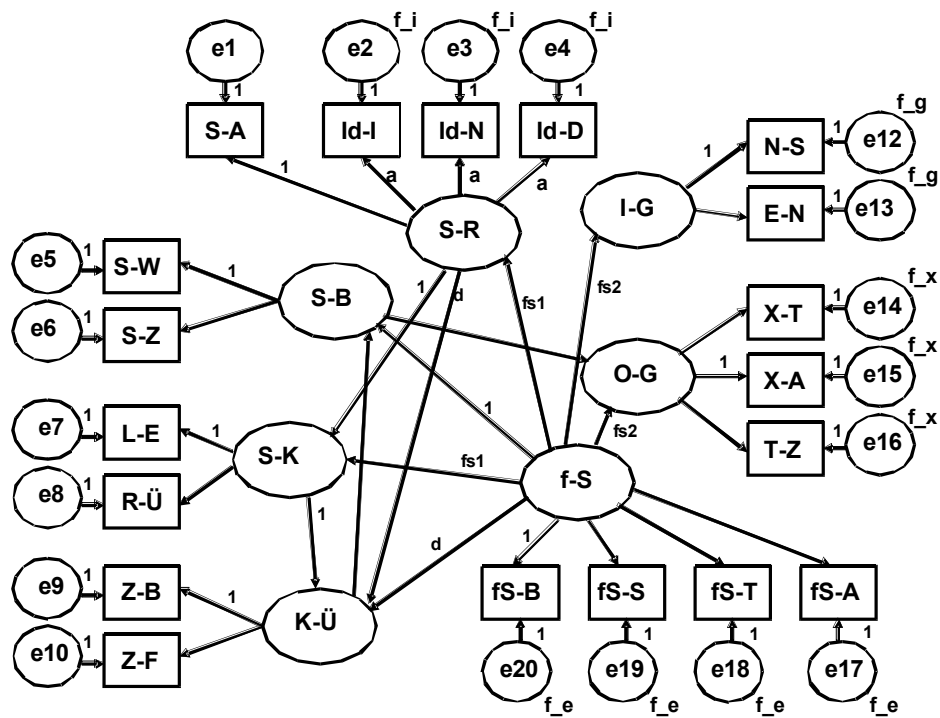 f_i f_i f_i
e1 e2 e3 e4
1 1 1 1
S-A Id-I Id-N Id-D
f_g
1 N-S 1 e12
f_g
1 a a a
I-G E-N 1 e13
S-R
e5 1 S-W 1
S-B 1 d fs1 fs2
f_x
e6 1 S-Z X-T 1 e14
f_x
O-G 1 X-A 1 e15
1
f_x
e7 1 L-E 1 fs2 T-Z 1 e16
S-K fs1 f-S
e8 1 R-Ü
1 d 1
e9 1 Z-B 1 fS-B fS-S fS-T fS-A
K-Ü
e10 1 Z-F 1 1 1 1
e20 e19 e18 e17
f_e f_e f_e f_e